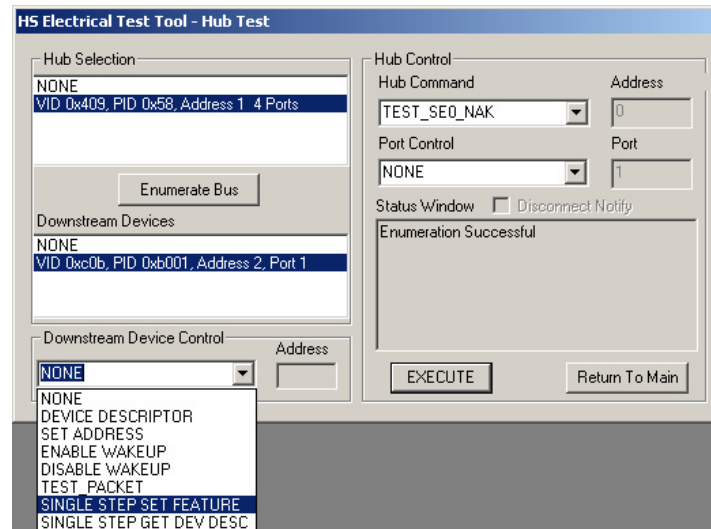 HS Electrical Test Tool - Hub Test
Hub Selection
NONE
VID 0x409, PID 0x58, Address 1 4 Ports
Enumerate Bus
Downstream Devices
NONE
VID 0xc0b, PID 0xb001, Address 2, Port 1
Downstream Device Control
Address
NONE
NONE
DEVICE DESCRIPTOR
SET ADDRESS
ENABLE WAKEUP
DISABLE WAKEUP
TEST_PACKET
SINGLE STEP SET FEATURE
SINGLE STEP GET DEV DESC
Hub Control
Hub Command
Address
TEST_SE0_NAK
0
Port Control
Port
NONE
1
Status Window
Disconnect Notify
Enumeration Successful
EXECUTE
Return To Main